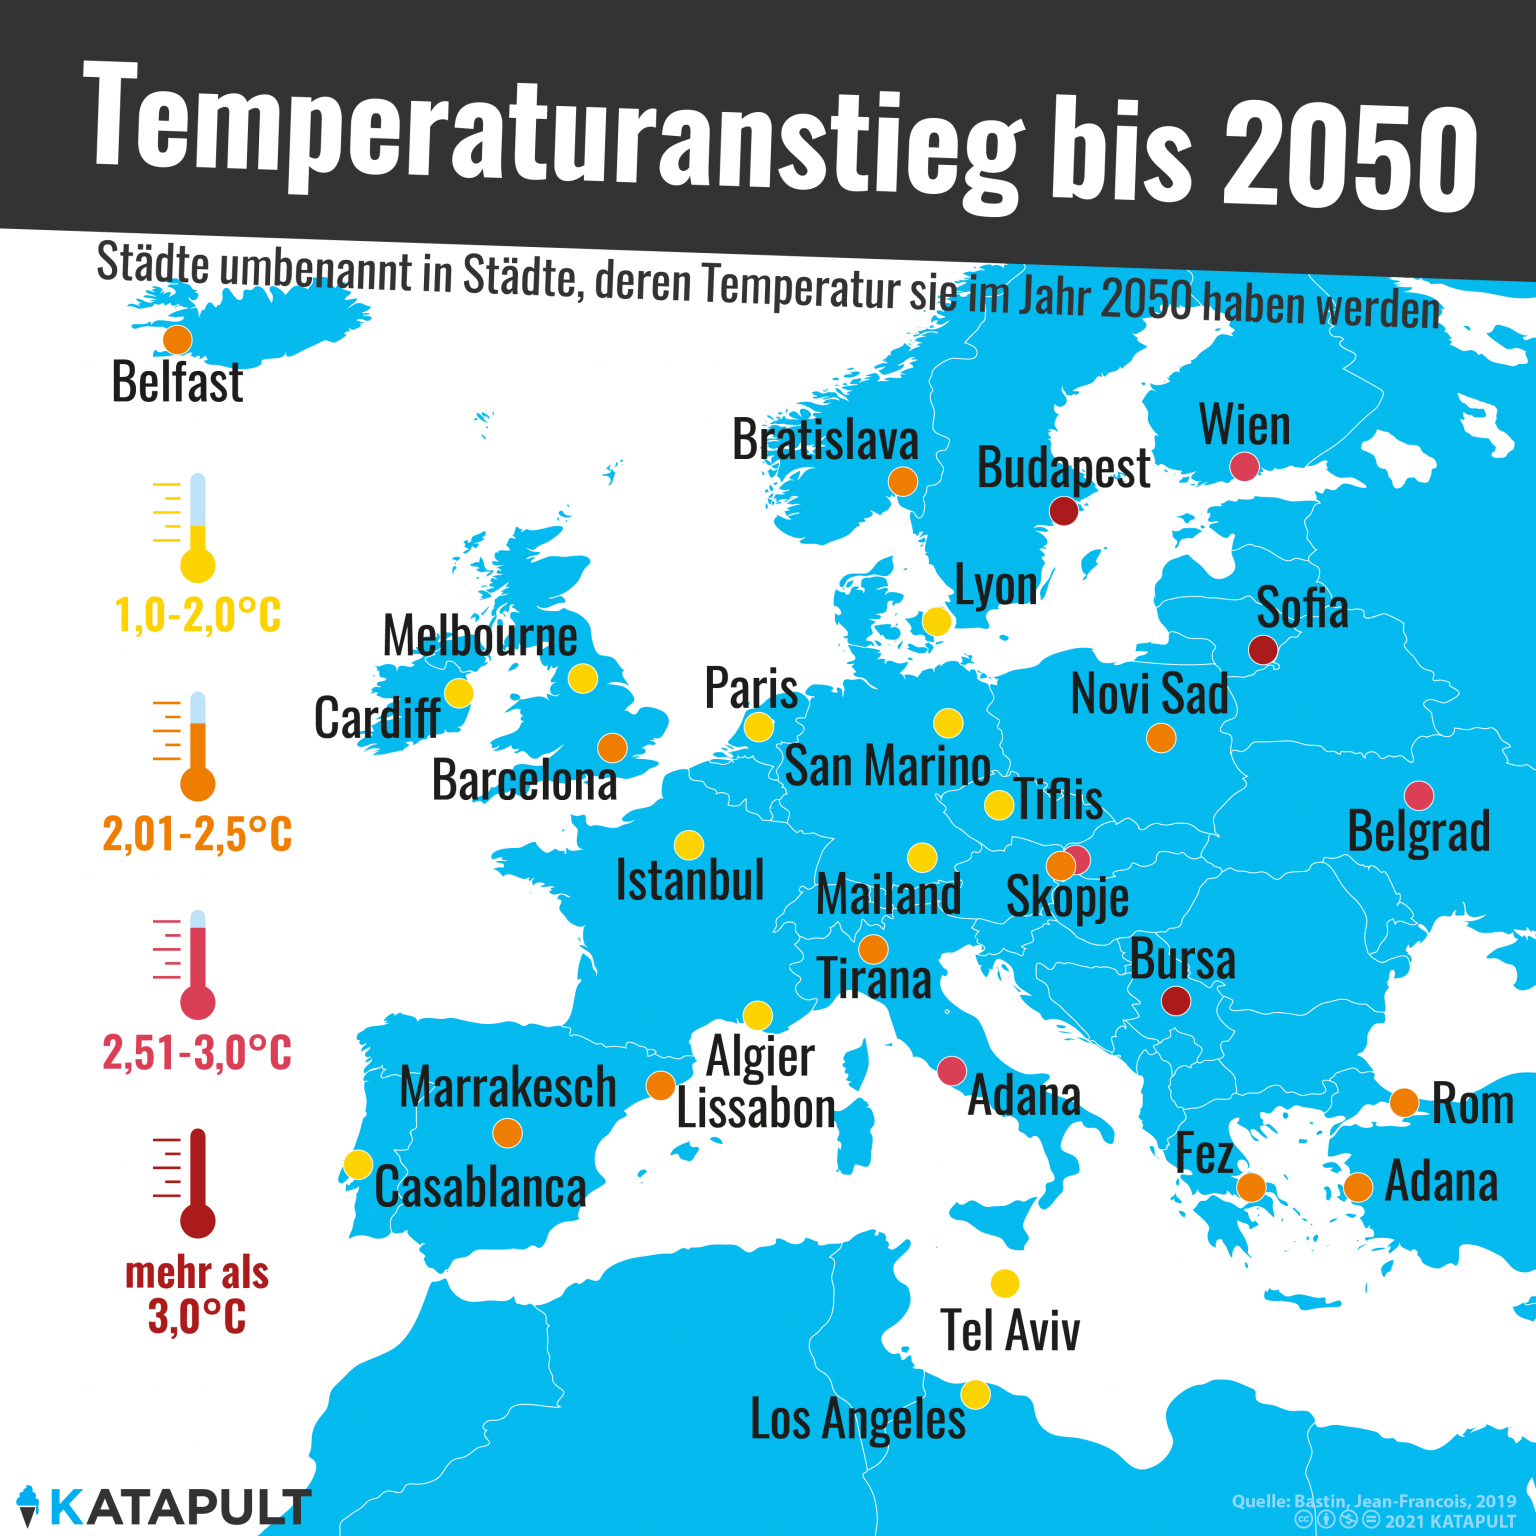 Temperaturanstieg bis 2050
Städte umbenannt in Städte, deren Temperatur sie im Jahr 2050 haben werden
Belfast
Bratislava
Wien
Budapest
Lyon
Sofia
1,0-2,0°C
Melbourne
Paris
Novi Sad
Cardiff
San Marino
Barcelona
Tiflis
2,01-2,5°C
Belgrad
Istanbul
Mailand
Skopje
Bursa
Tirana
2,51-3,0°C
Algier
Marrakesch
Lissabon
Adana
Rom
Fez
Casablanca
Adana
mehr als
3,0°C
Tel Aviv
Los Angeles
KATAPULT
Quelle: Bastin, Jean-Francois, 2019
2021 KATAPULT